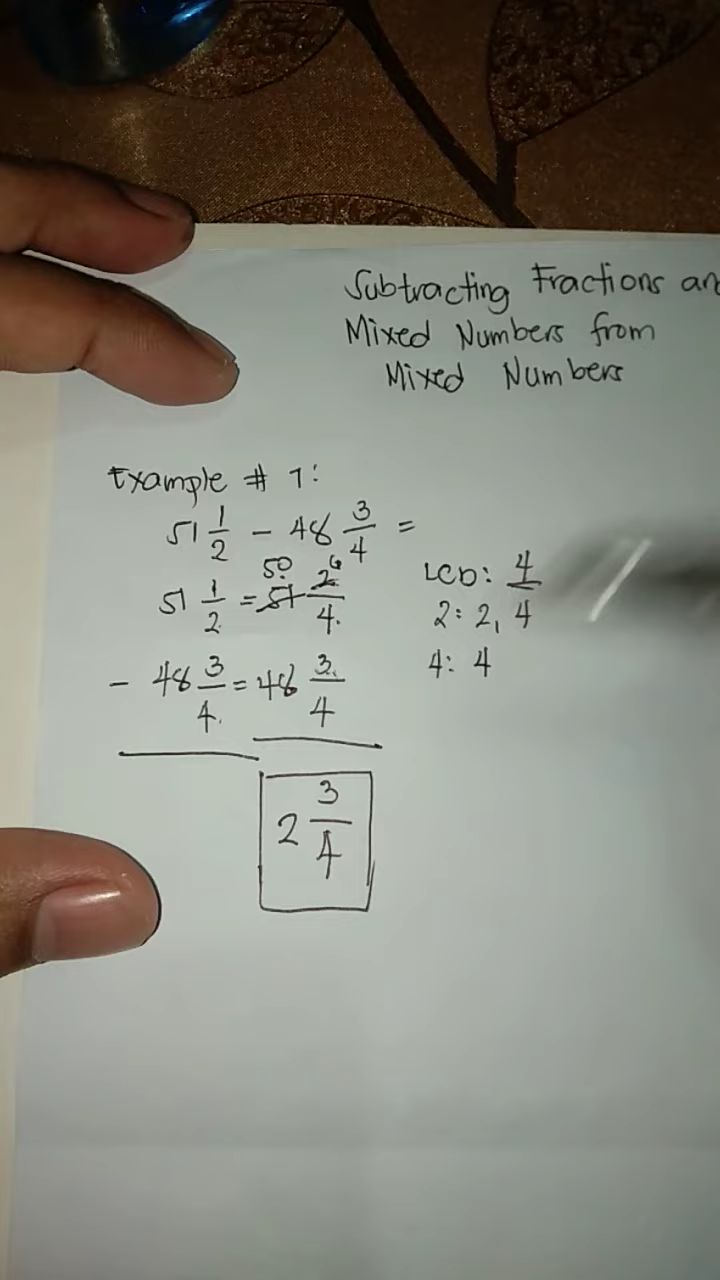 Subtracting Fractions an
Mixed Numbers from
Mixed Numbers
Example # 1:
51 1/2 - 48 3/4 =
50 6
51 1/2 = 51 2/4
- 48 3/4 = 48 3/4
2 3/4
LCD: 4
2: 2, 4
4: 4